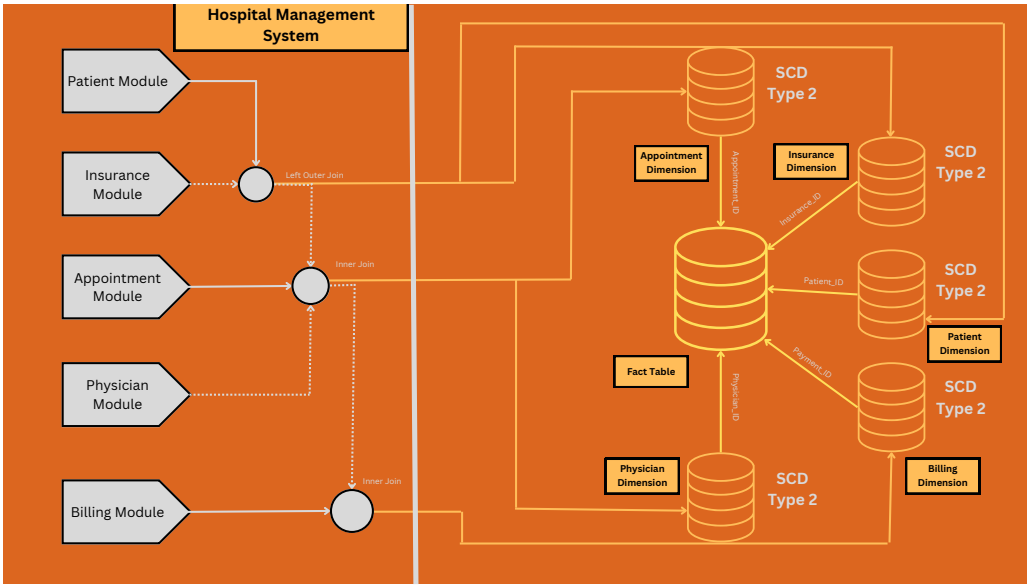 Hospital Management
System
Patient Module
Insurance
Module
Appointment
Module
Physician
Module
Billing Module
Left Outer Join
Inner Join
Inner Join
SCD
Type 2
Appointment
Dimension
Appointment_ID
Insurance
Dimension
Insurance_ID
SCD
Type 2
Patient_ID
SCD
Type 2
Patient
Dimension
Fact Table
Payment_ID
SCD
Type 2
Physician_ID
Physician
Dimension
SCD
Type 2
Billing
Dimension